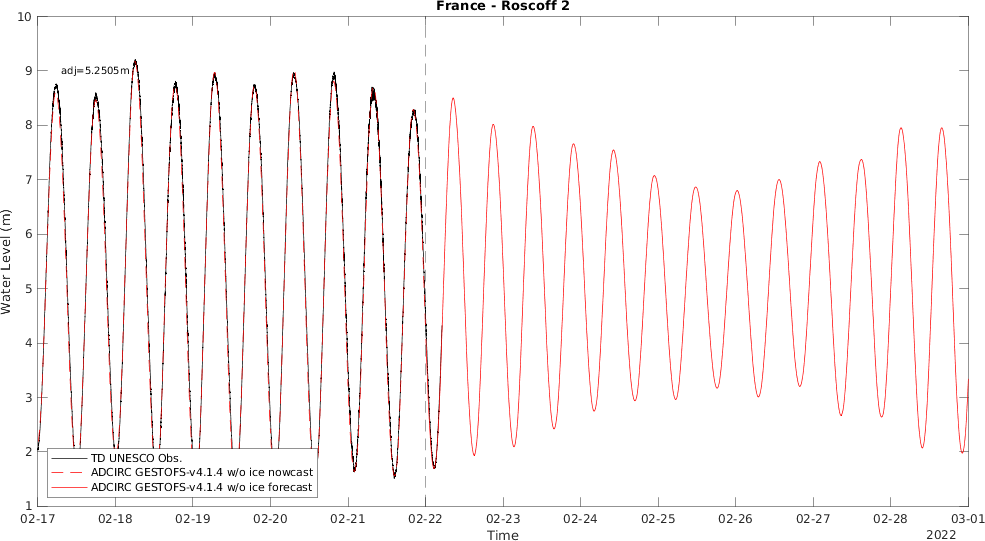 France - Roscoff 2
10
9
8
7
6
5
4
3
2
1
Water Level (m)
adj=5.2505m
TD UNESCO Obs.
ADCIRC GESTOFS-v4.1.4 w/o ice nowcast
ADCIRC GESTOFS-v4.1.4 w/o ice forecast
02-17 02-18 02-19 02-20 02-21 02-22 02-23 02-24 02-25 02-26 02-27 02-28 03-01
Time
2022